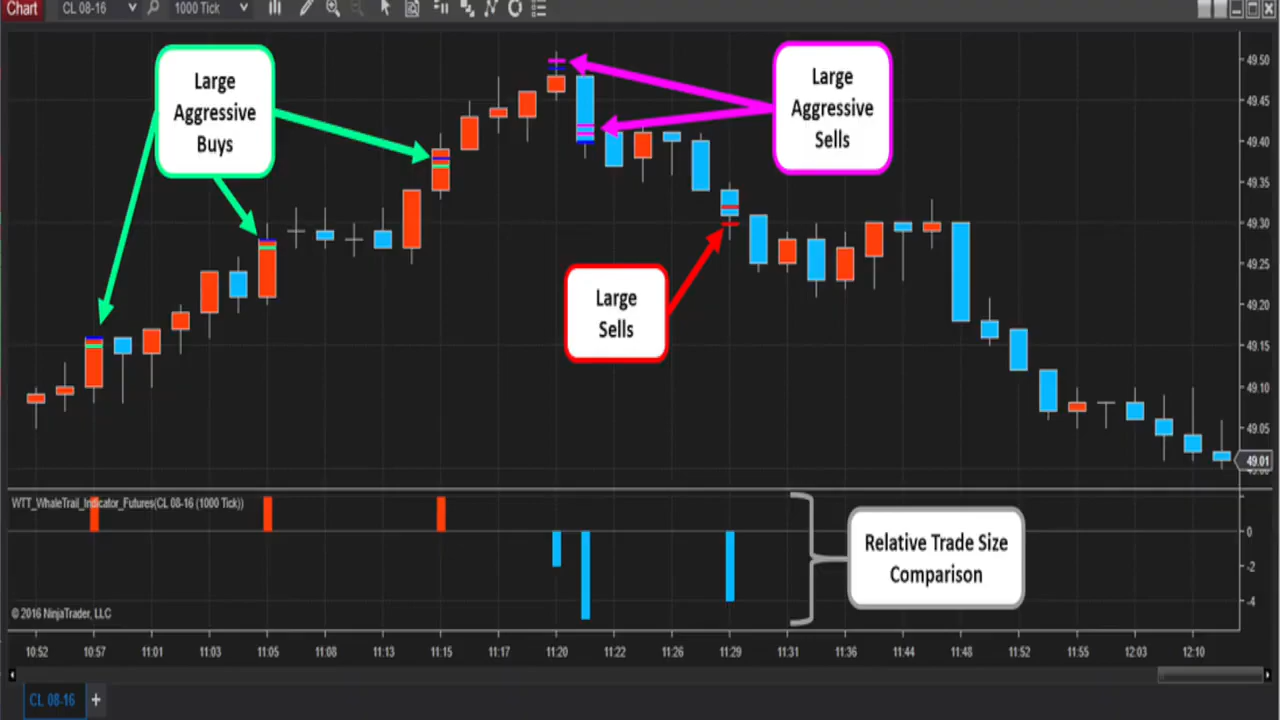 Chart CL 08-16 1000 Tick
49.50
Large
Aggressive
Buys
Large
Aggressive
Sells
49.45
49.40
49.35
49.30
49.25
Large
Sells
49.20
49.15
49.10
49.05
49.01
WTT_WhaleTrail_Indicator_Futures(CL 08-16 (1000 Tick))
Relative Trade Size
Comparison
0
-2
-4
© 2016 NinjaTrader, LLC
10:52 10:57 11:01 11:03 11:05 11:08 11:13 11:15 11:17 11:20 11:22 11:26 11:29 11:31 11:36 11:44 11:48 11:52 11:55 12:03 12:10
CL 08-16 +